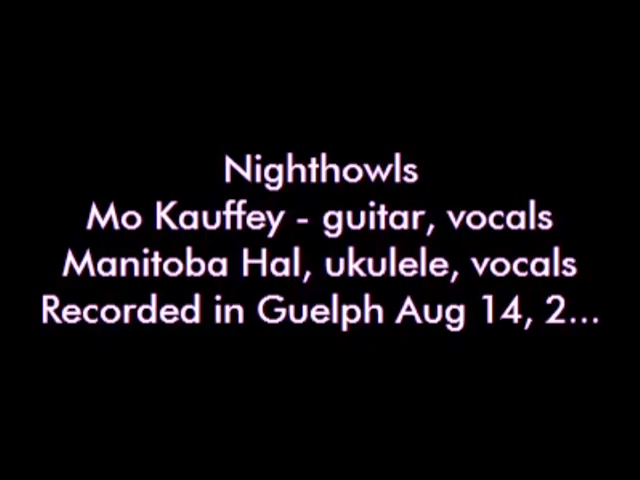 Nighthowls
Mo Kauffey - guitar, vocals
Manitoba Hal, ukulele, vocals
Recorded in Guelph Aug 14, 2...